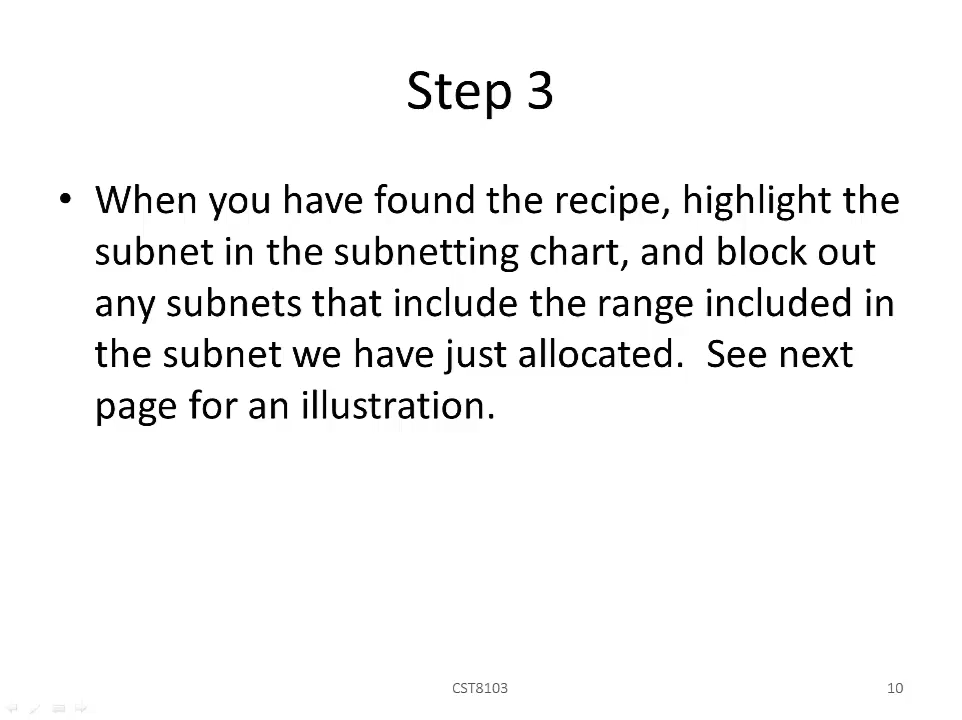 Step 3
• When you have found the recipe, highlight the
subnet in the subnetting chart, and block out
any subnets that include the range included in
the subnet we have just allocated.  See next
page for an illustration.
CST8103
10